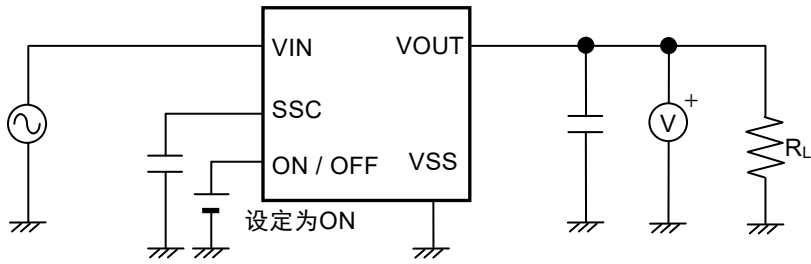 VIN
VOUT
SSC
V
+
ON / OFF
VSS
RL
设定为ON